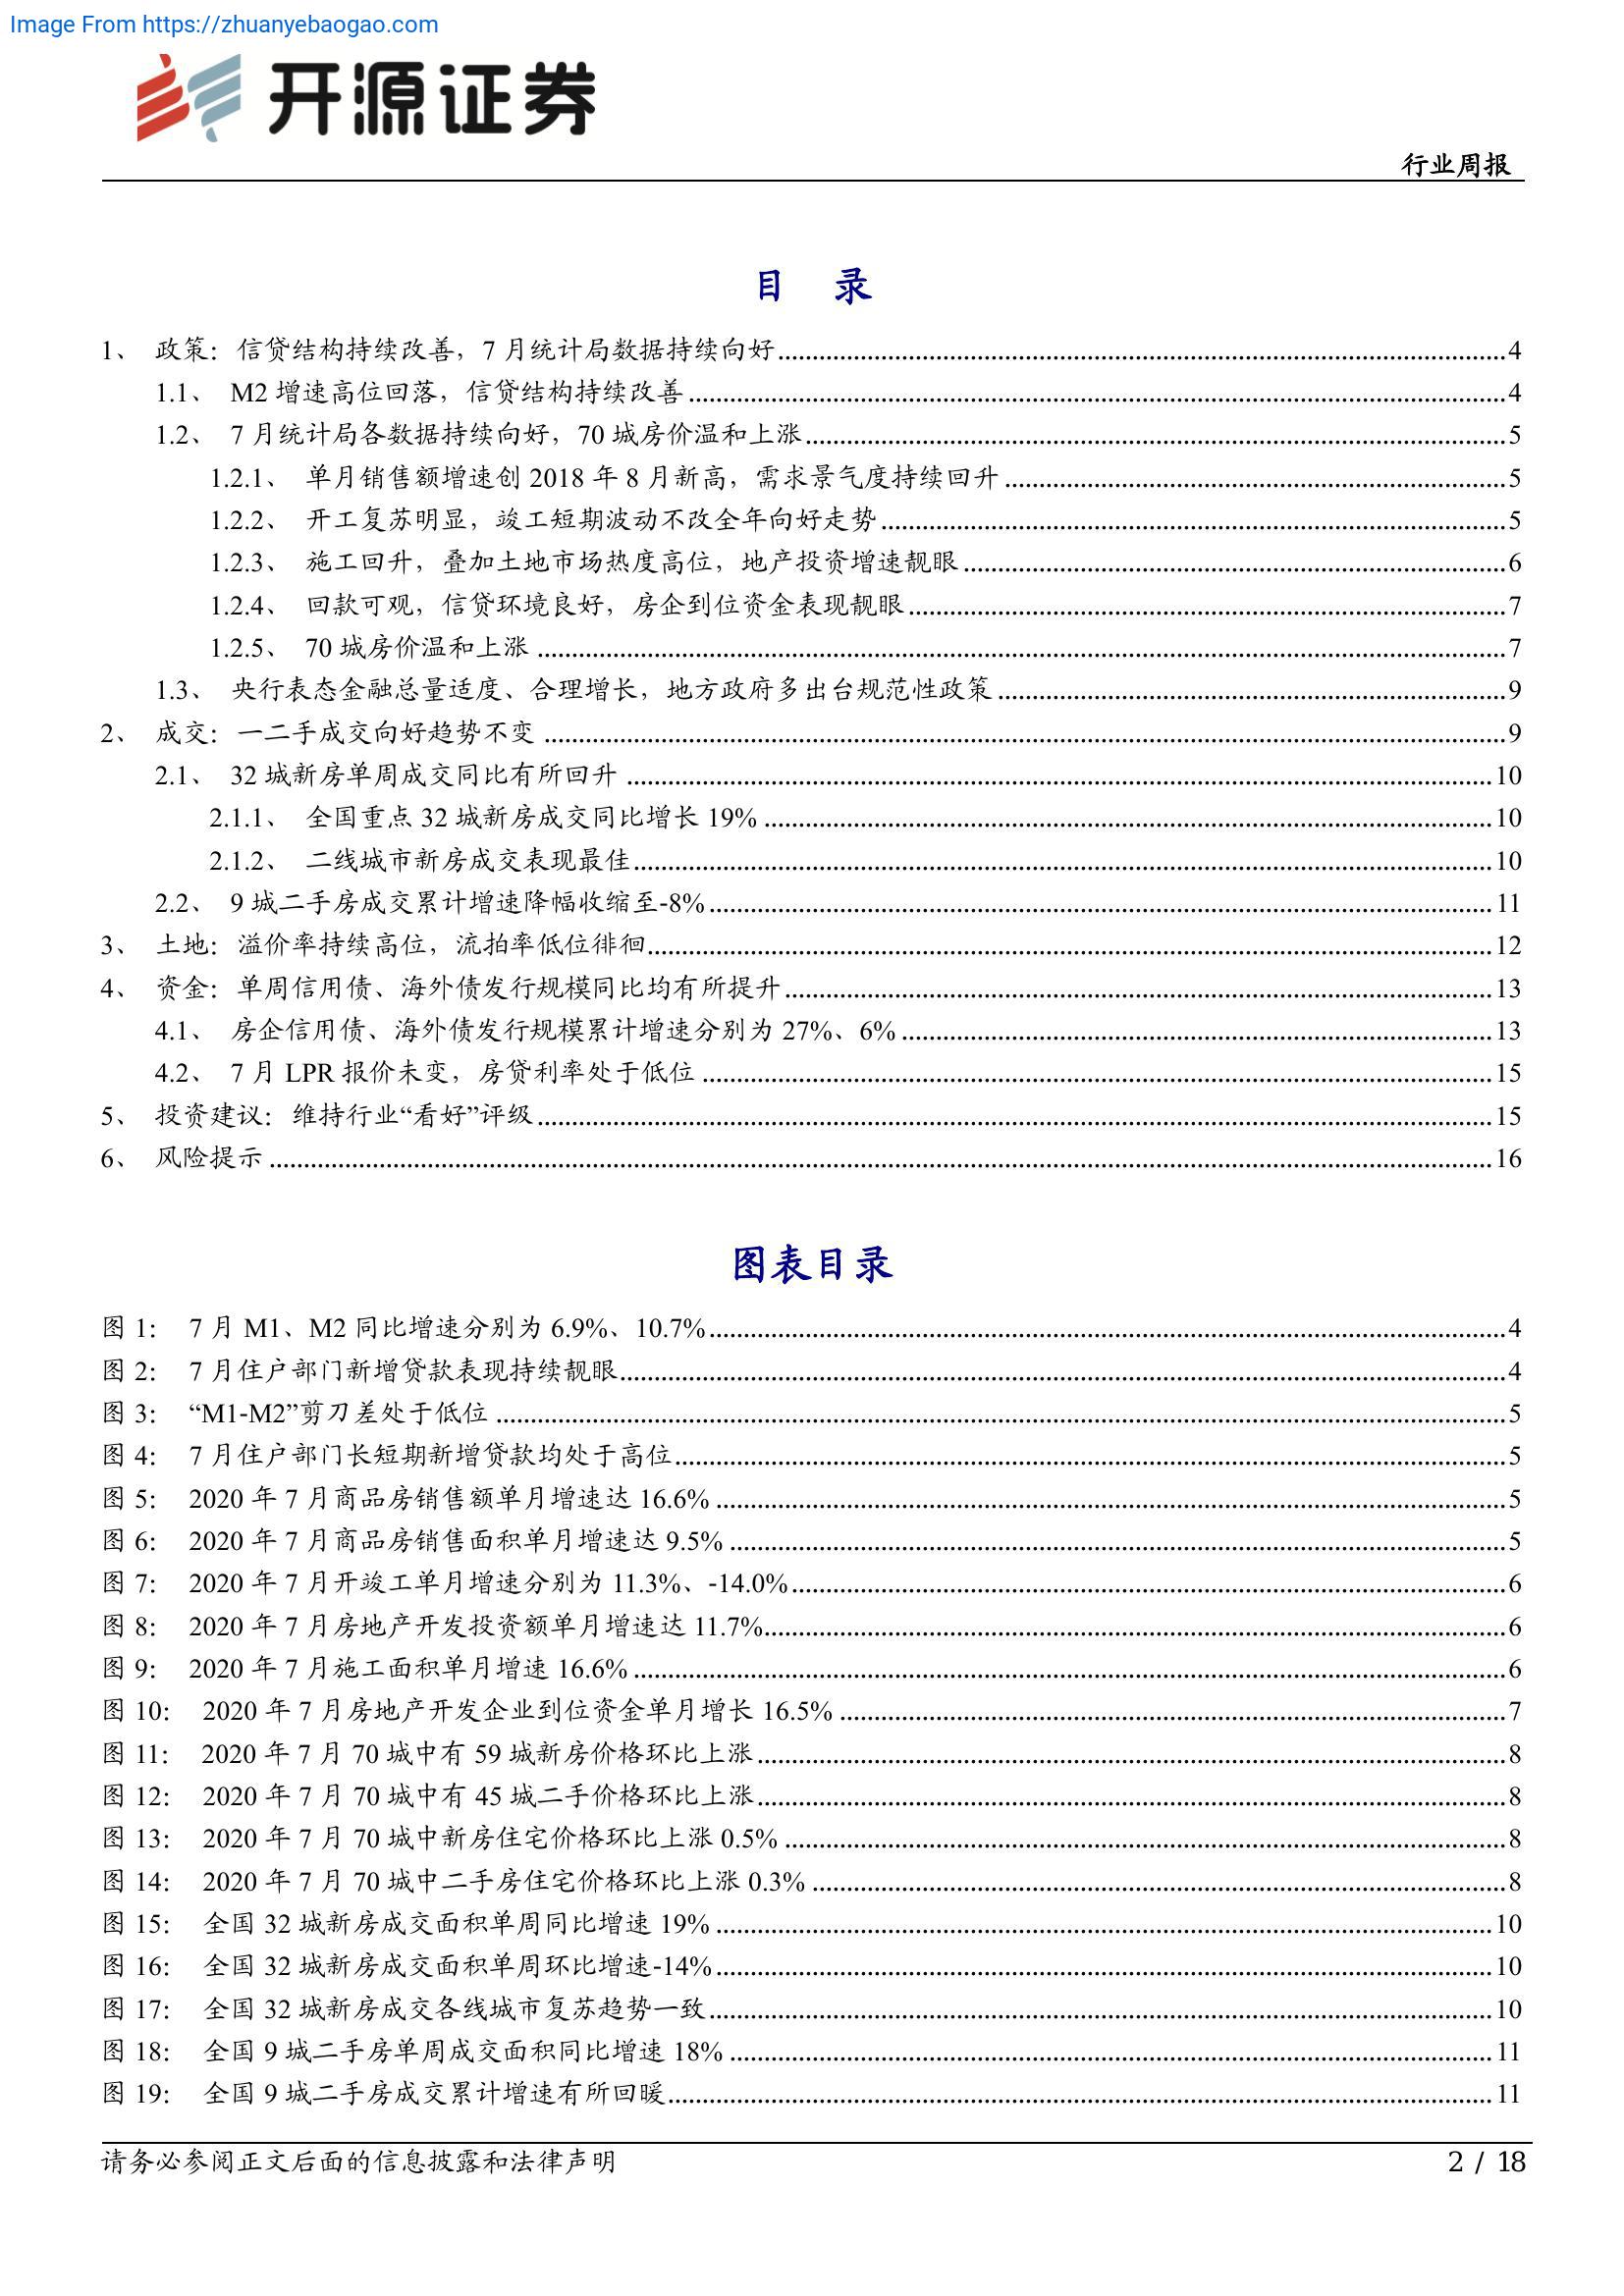 Image From https://zhuanyebaogao.com
开源证券
行业周报
目 录
1、 政策：信贷结构持续改善，7 月统计局数据持续向好 4
1.1、 M2 增速高位回落，信贷结构持续改善 4
1.2、 7 月统计局各数据持续向好，70 城房价温和上涨 5
1.2.1、 单月销售额增速创 2018 年 8 月新高，需求景气度持续回升 5
1.2.2、 开工复苏明显，竣工短期波动不改全年向好走势 5
1.2.3、 施工回升，叠加土地市场热度高位，地产投资增速靓眼 6
1.2.4、 回款可观，信贷环境良好，房企到位资金表现靓眼 7
1.2.5、 70 城房价温和上涨 7
1.3、 央行表态金融总量适度、合理增长，地方政府多出台规范性政策 9
2、 成交：一二手成交向好趋势不变 9
2.1、 32 城新房单周成交同比有所回升 10
2.1.1、 全国重点 32 城新房成交同比增长 19% 10
2.1.2、 二线城市新房成交表现最佳 10
2.2、 9 城二手房成交累计增速降幅收缩至-8% 11
3、 土地：溢价率持续高位，流拍率低位徘徊 12
4、 资金：单周信用债、海外债发行规模同比均有所提升 13
4.1、 房企信用债、海外债发行规模累计增速分别为 27%、6% 13
4.2、 7 月 LPR 报价未变，房贷利率处于低位 15
5、 投资建议：维持行业“看好”评级 15
6、 风险提示 16
图表目录
图 1： 7 月 M1、M2 同比增速分别为 6.9%、10.7% 4
图 2： 7 月住户部门新增贷款表现持续靓眼 4
图 3： “M1-M2”剪刀差处于低位 5
图 4： 7 月住户部门长短期新增贷款均处于高位 5
图 5： 2020 年 7 月商品房销售额单月增速达 16.6% 5
图 6： 2020 年 7 月商品房销售面积单月增速达 9.5% 5
图 7： 2020 年 7 月开竣工单月增速分别为 11.3%、-14.0% 6
图 8： 2020 年 7 月房地产开发投资额单月增速达 11.7% 6
图 9： 2020 年 7 月施工面积单月增速 16.6% 6
图 10： 2020 年 7 月房地产开发企业到位资金单月增长 16.5% 7
图 11： 2020 年 7 月 70 城中有 59 城新房价格环比上涨 8
图 12： 2020 年 7 月 70 城中有 45 城二手价格环比上涨 8
图 13： 2020 年 7 月 70 城中新房住宅价格环比上涨 0.5% 8
图 14： 2020 年 7 月 70 城中二手房住宅价格环比上涨 0.3% 8
图 15： 全国 32 城新房成交面积单周同比增速 19% 10
图 16： 全国 32 城新房成交面积单周环比增速-14% 10
图 17： 全国 32 城新房成交各线城市复苏趋势一致 10
图 18： 全国 9 城二手房单周成交面积同比增速 18% 11
图 19： 全国 9 城二手房成交累计增速有所回暖 11
请务必参阅正文后面的信息披露和法律声明 2 / 18